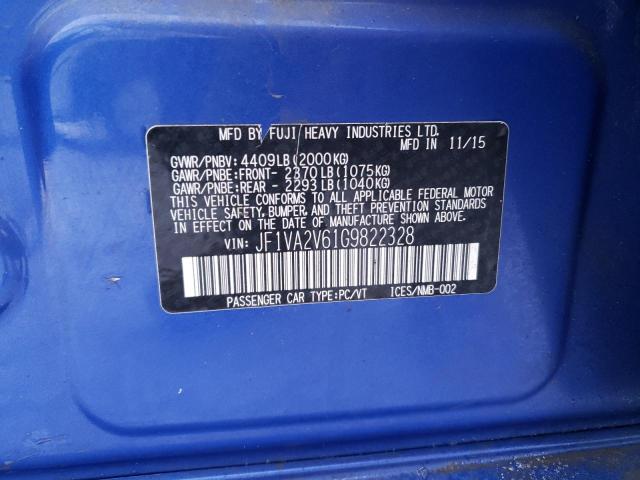 MFD BY FUJI HEAVY INDUSTRIES LTD.
MFD IN 11/15
GVWR/PNBV: 4409LB(2000KG)
GAWR/PNBE:FRONT- 2370LB(1075KG)
GAWR/PNBE:REAR - 2293LB(1040KG)
THIS VEHICLE CONFORMS TO ALL APPLICABLE FEDERAL MOTOR
VEHICLE SAFETY, BUMPER, AND THEFT PREVENTION STANDARDS
IN EFFECT ON THE DATE OF MANUFACTURE SHOWN ABOVE.
VIN: JF1VA2V61G9822328
PASSENGER CAR TYPE:PC/VT ICES/NMB-002